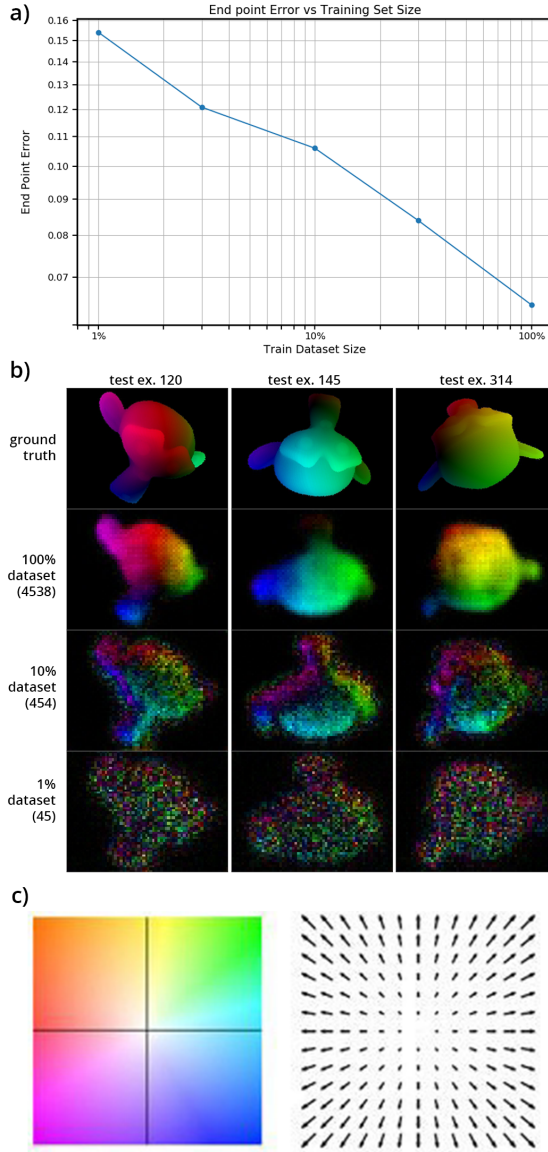 a)
End point Error vs Training Set Size
0.16
0.15
0.14
0.13
0.12
0.11
0.10
0.09
0.08
0.07
End Point Error
1%
10%
100%
Train Dataset Size
b)
test ex. 120
test ex. 145
test ex. 314
ground
truth
100%
dataset
(4538)
10%
dataset
(454)
1%
dataset
(45)
c)